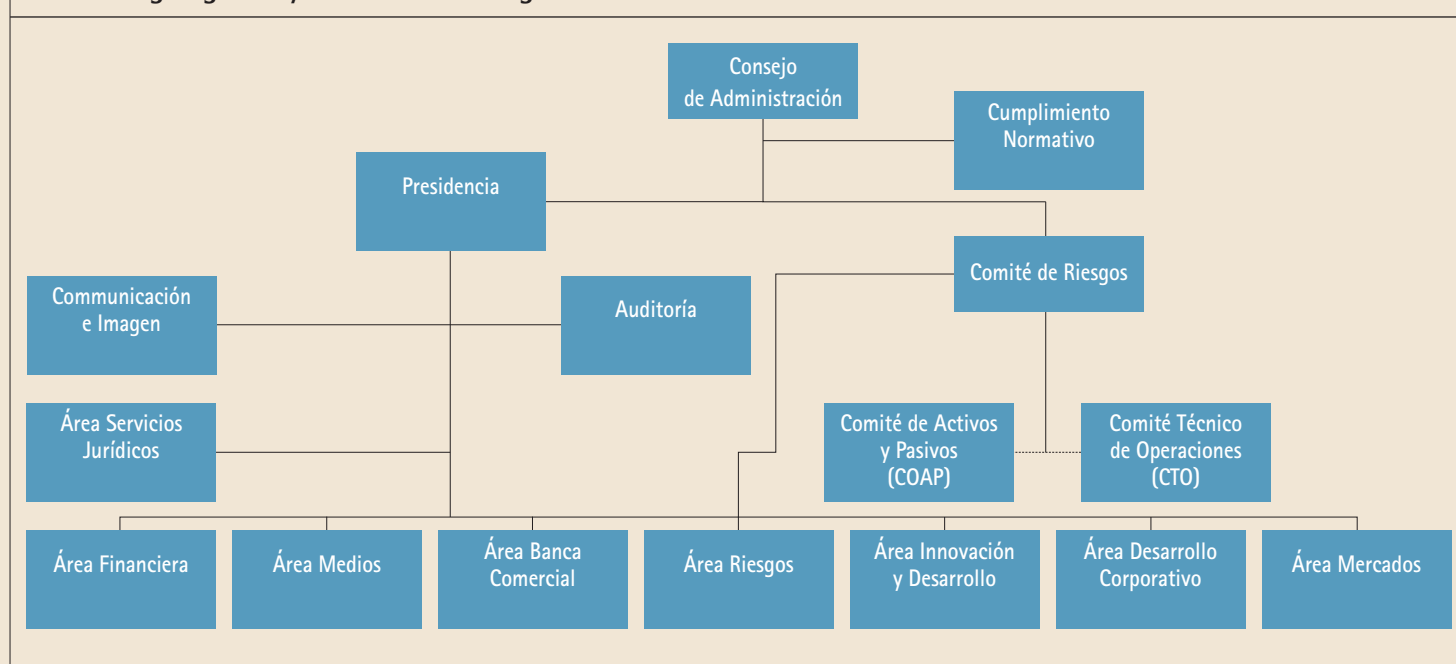 Consejo
de Administración
Cumplimiento
Normativo
Presidencia
Comité de Riesgos
Communicación
e Imagen
Auditoría
Área Servicios
Jurídicos
Comité de Activos
y Pasivos
(COAP)
Comité Técnico
de Operaciones
(CTO)
Área Financiera
Área Medios
Área Banca
Comercial
Área Riesgos
Área Innovación
y Desarrollo
Área Desarrollo
Corporativo
Área Mercados